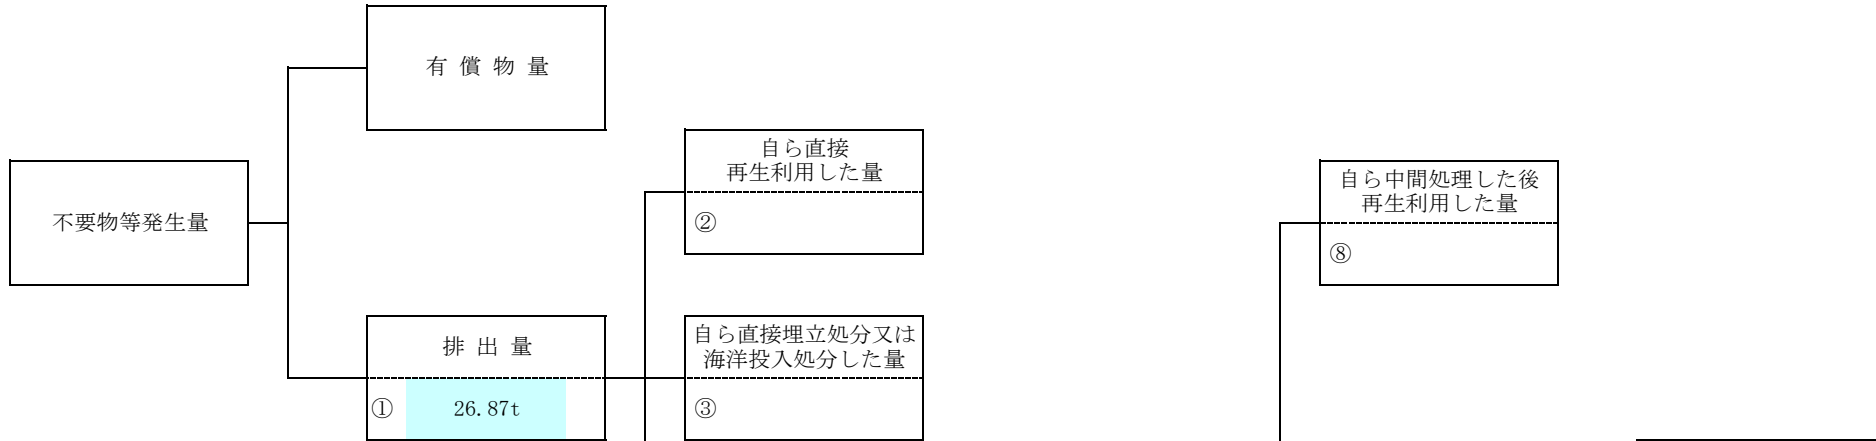 有 償 物 量
自ら直接
再生利用した量
②
自ら中間処理した後
再生利用した量
⑧
不要物等発生量
排 出 量
① 26.87t
自ら直接埋立処分又は
海洋投入処分した量
③